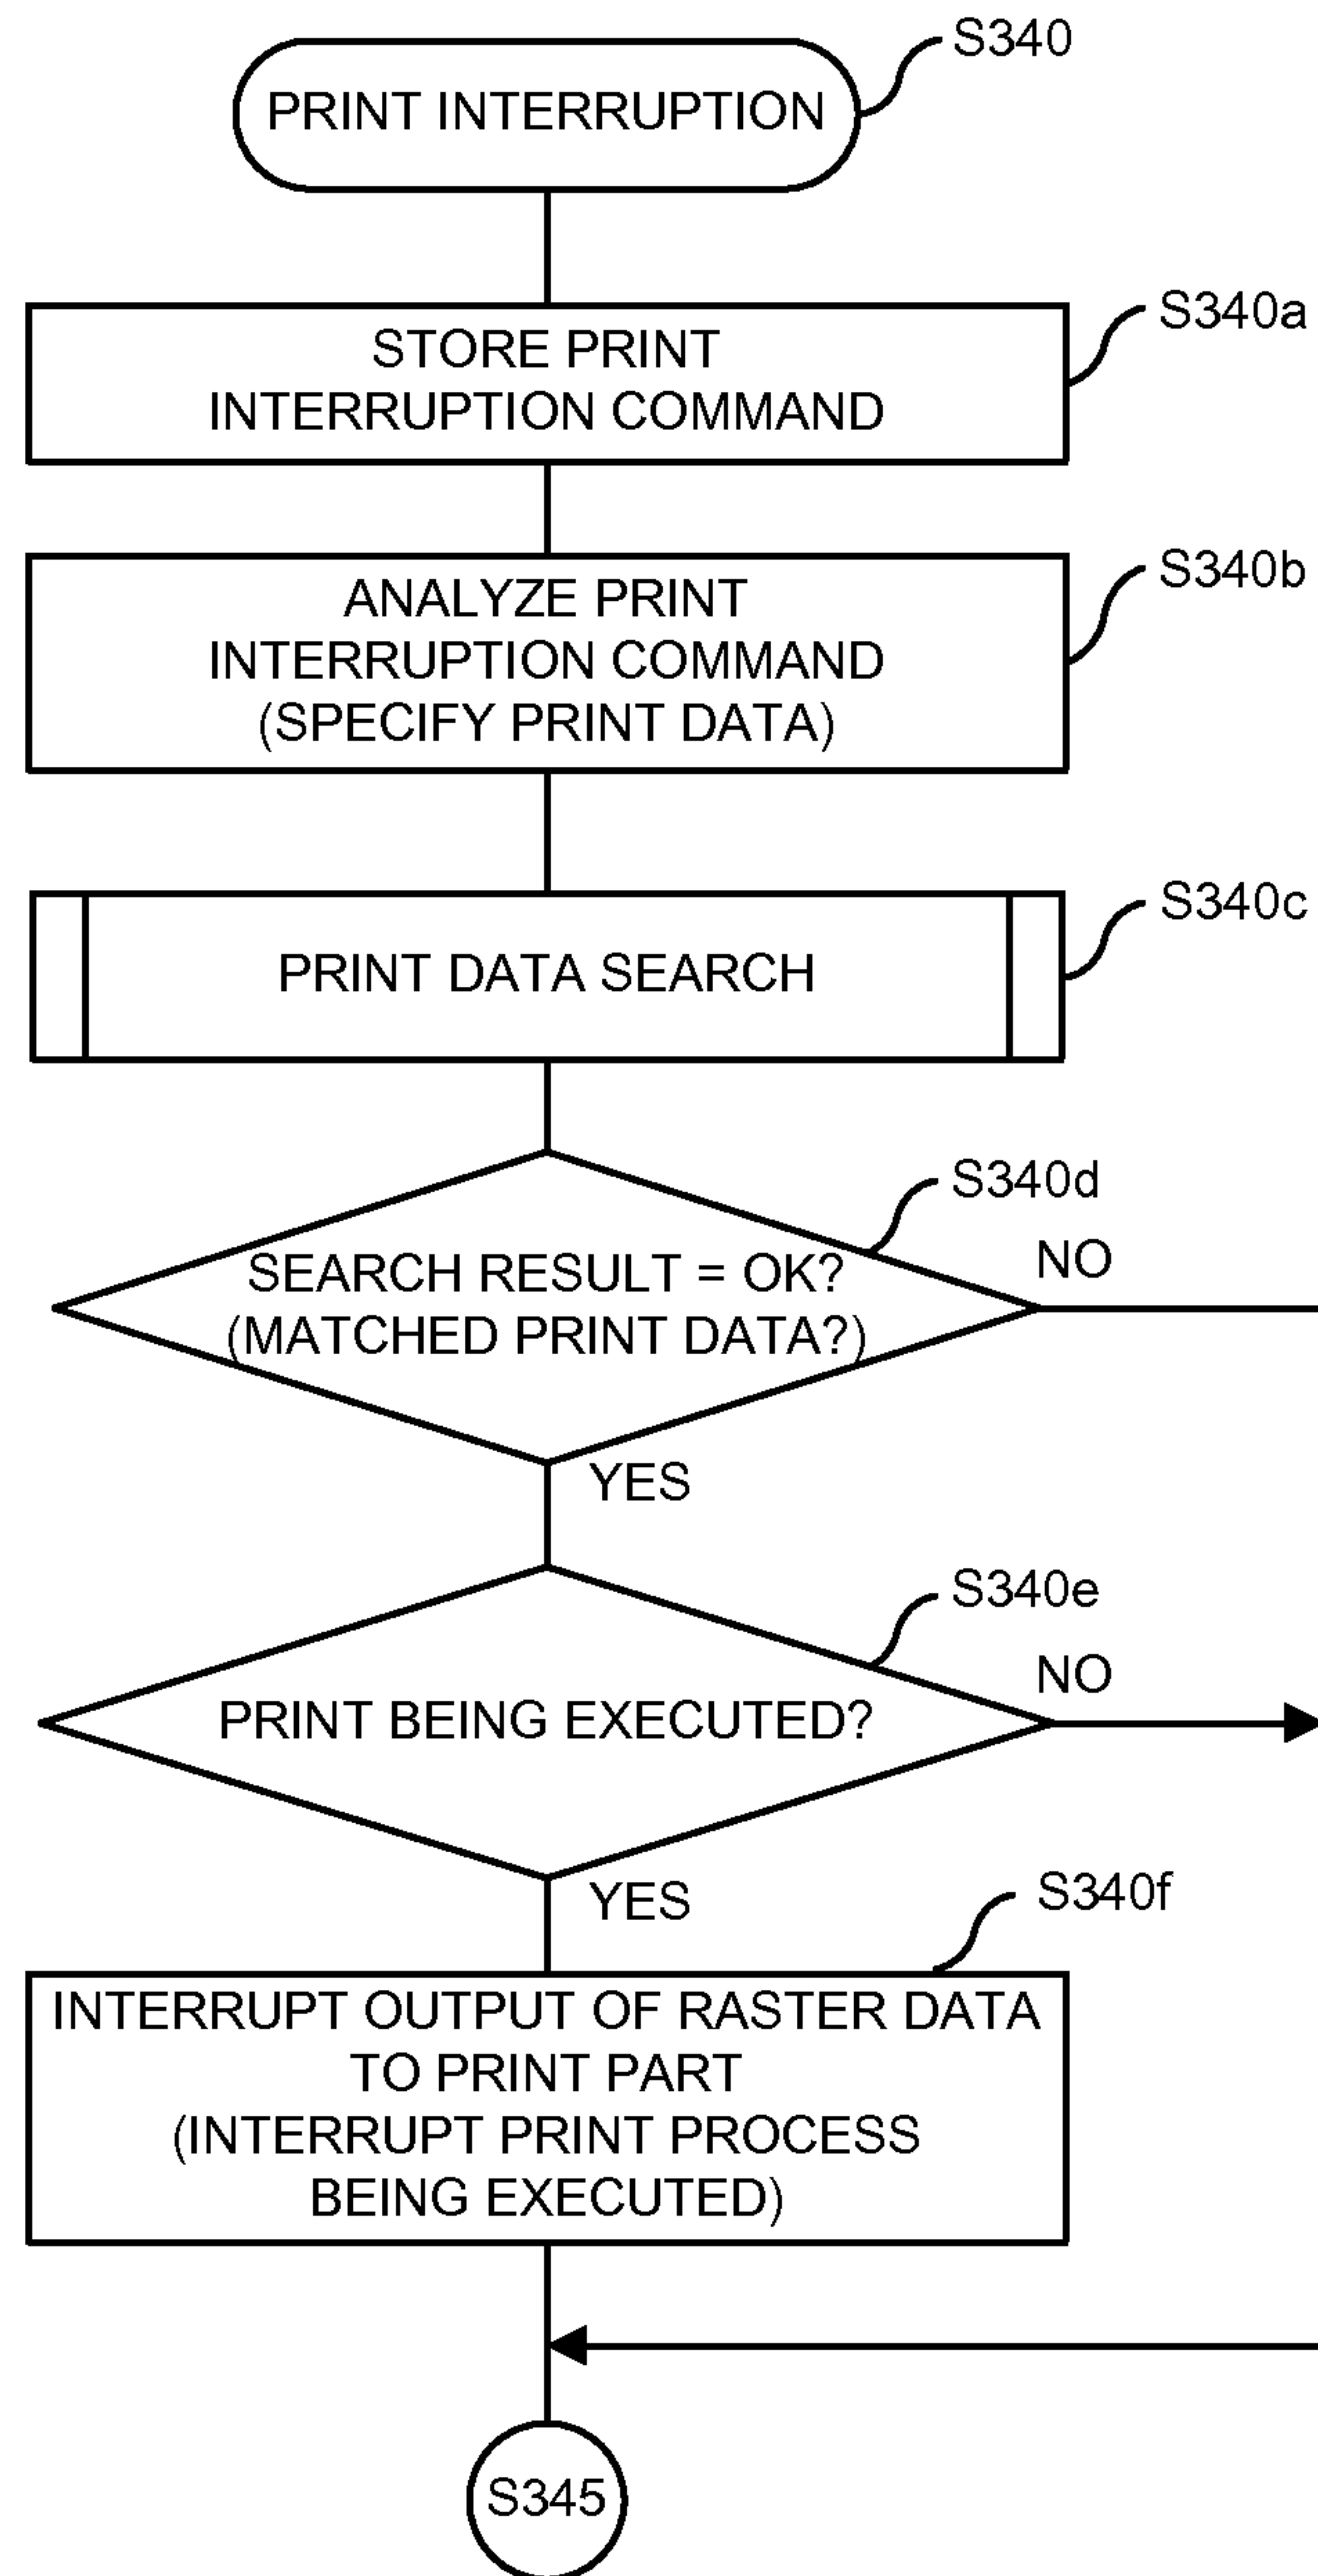 S340
PRINT INTERRUPTION
S340a
STORE PRINT
INTERRUPTION COMMAND
S340b
ANALYZE PRINT
INTERRUPTION COMMAND
(SPECIFY PRINT DATA)
S340c
PRINT DATA SEARCH
S340d
NO
SEARCH RESULT = OK?
(MATCHED PRINT DATA?)
YES
S340e
NO
PRINT BEING EXECUTED?
YES
S340f
INTERRUPT OUTPUT OF RASTER DATA
TO PRINT PART
(INTERRUPT PRINT PROCESS
BEING EXECUTED)
S345